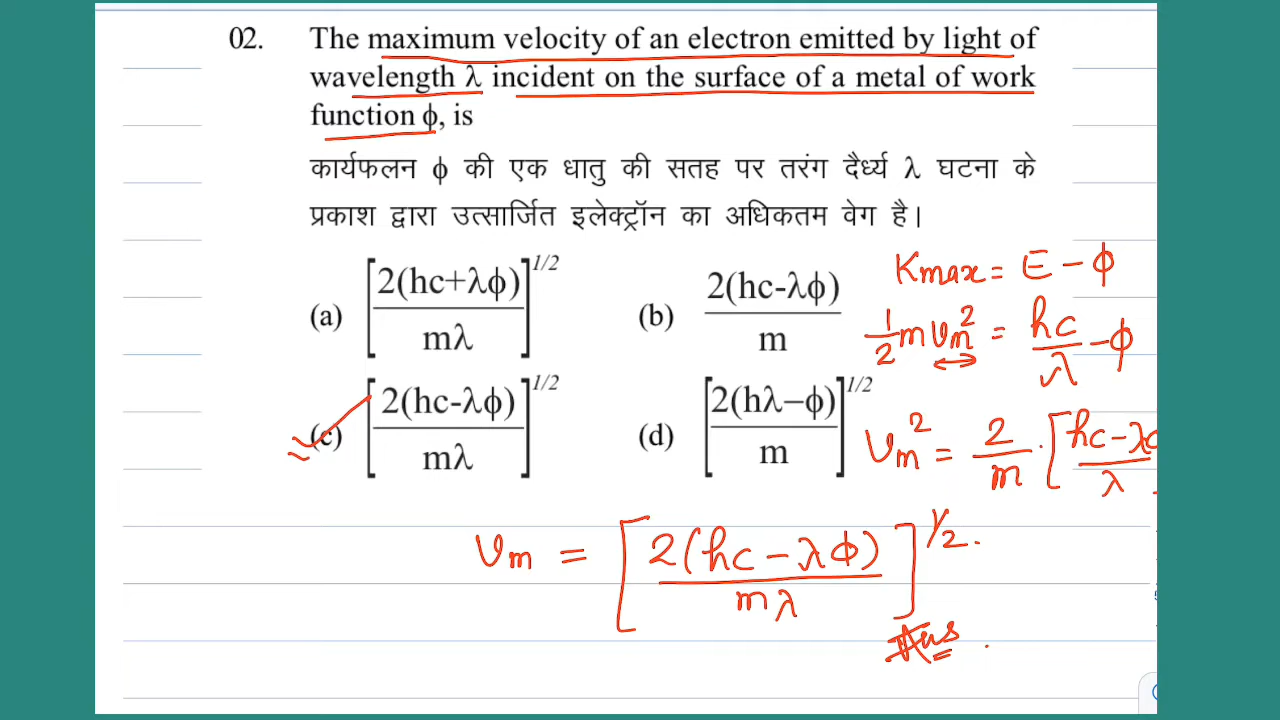 02. The maximum velocity of an electron emitted by light of
wavelength λ incident on the surface of a metal of work
function ϕ, is
कार्यफलन ϕ की एक धातु की सतह पर तरंग दैर्ध्य λ घटना के
प्रकाश द्वारा उत्सार्जित इलेक्ट्रॉन का अधिकतम वेग है।
(a) [2(hc+λϕ)/mλ]^1/2
(b) 2(hc-λϕ)/m
(c) [2(hc-λϕ)/mλ]^1/2
(d) [2(hλ−ϕ)/m]^1/2
Kmax = E − ϕ
1/2 m υm² = hc/λ − ϕ
υm² = 2/m · [hc − λ /λ
υm = [2(hc − λϕ)/mλ]^1/2.
Ans.